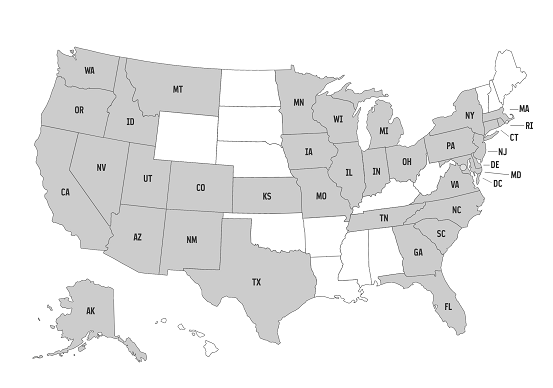 WA
MT
OR
ID
MN
WI
MI
NY
MA
RI
CT
NJ
PA
DE
MD
DC
IA
IL
IN
OH
NV
UT
CO
KS
MO
VA
CA
AZ
NM
TN
NC
SC
GA
TX
FL
AK